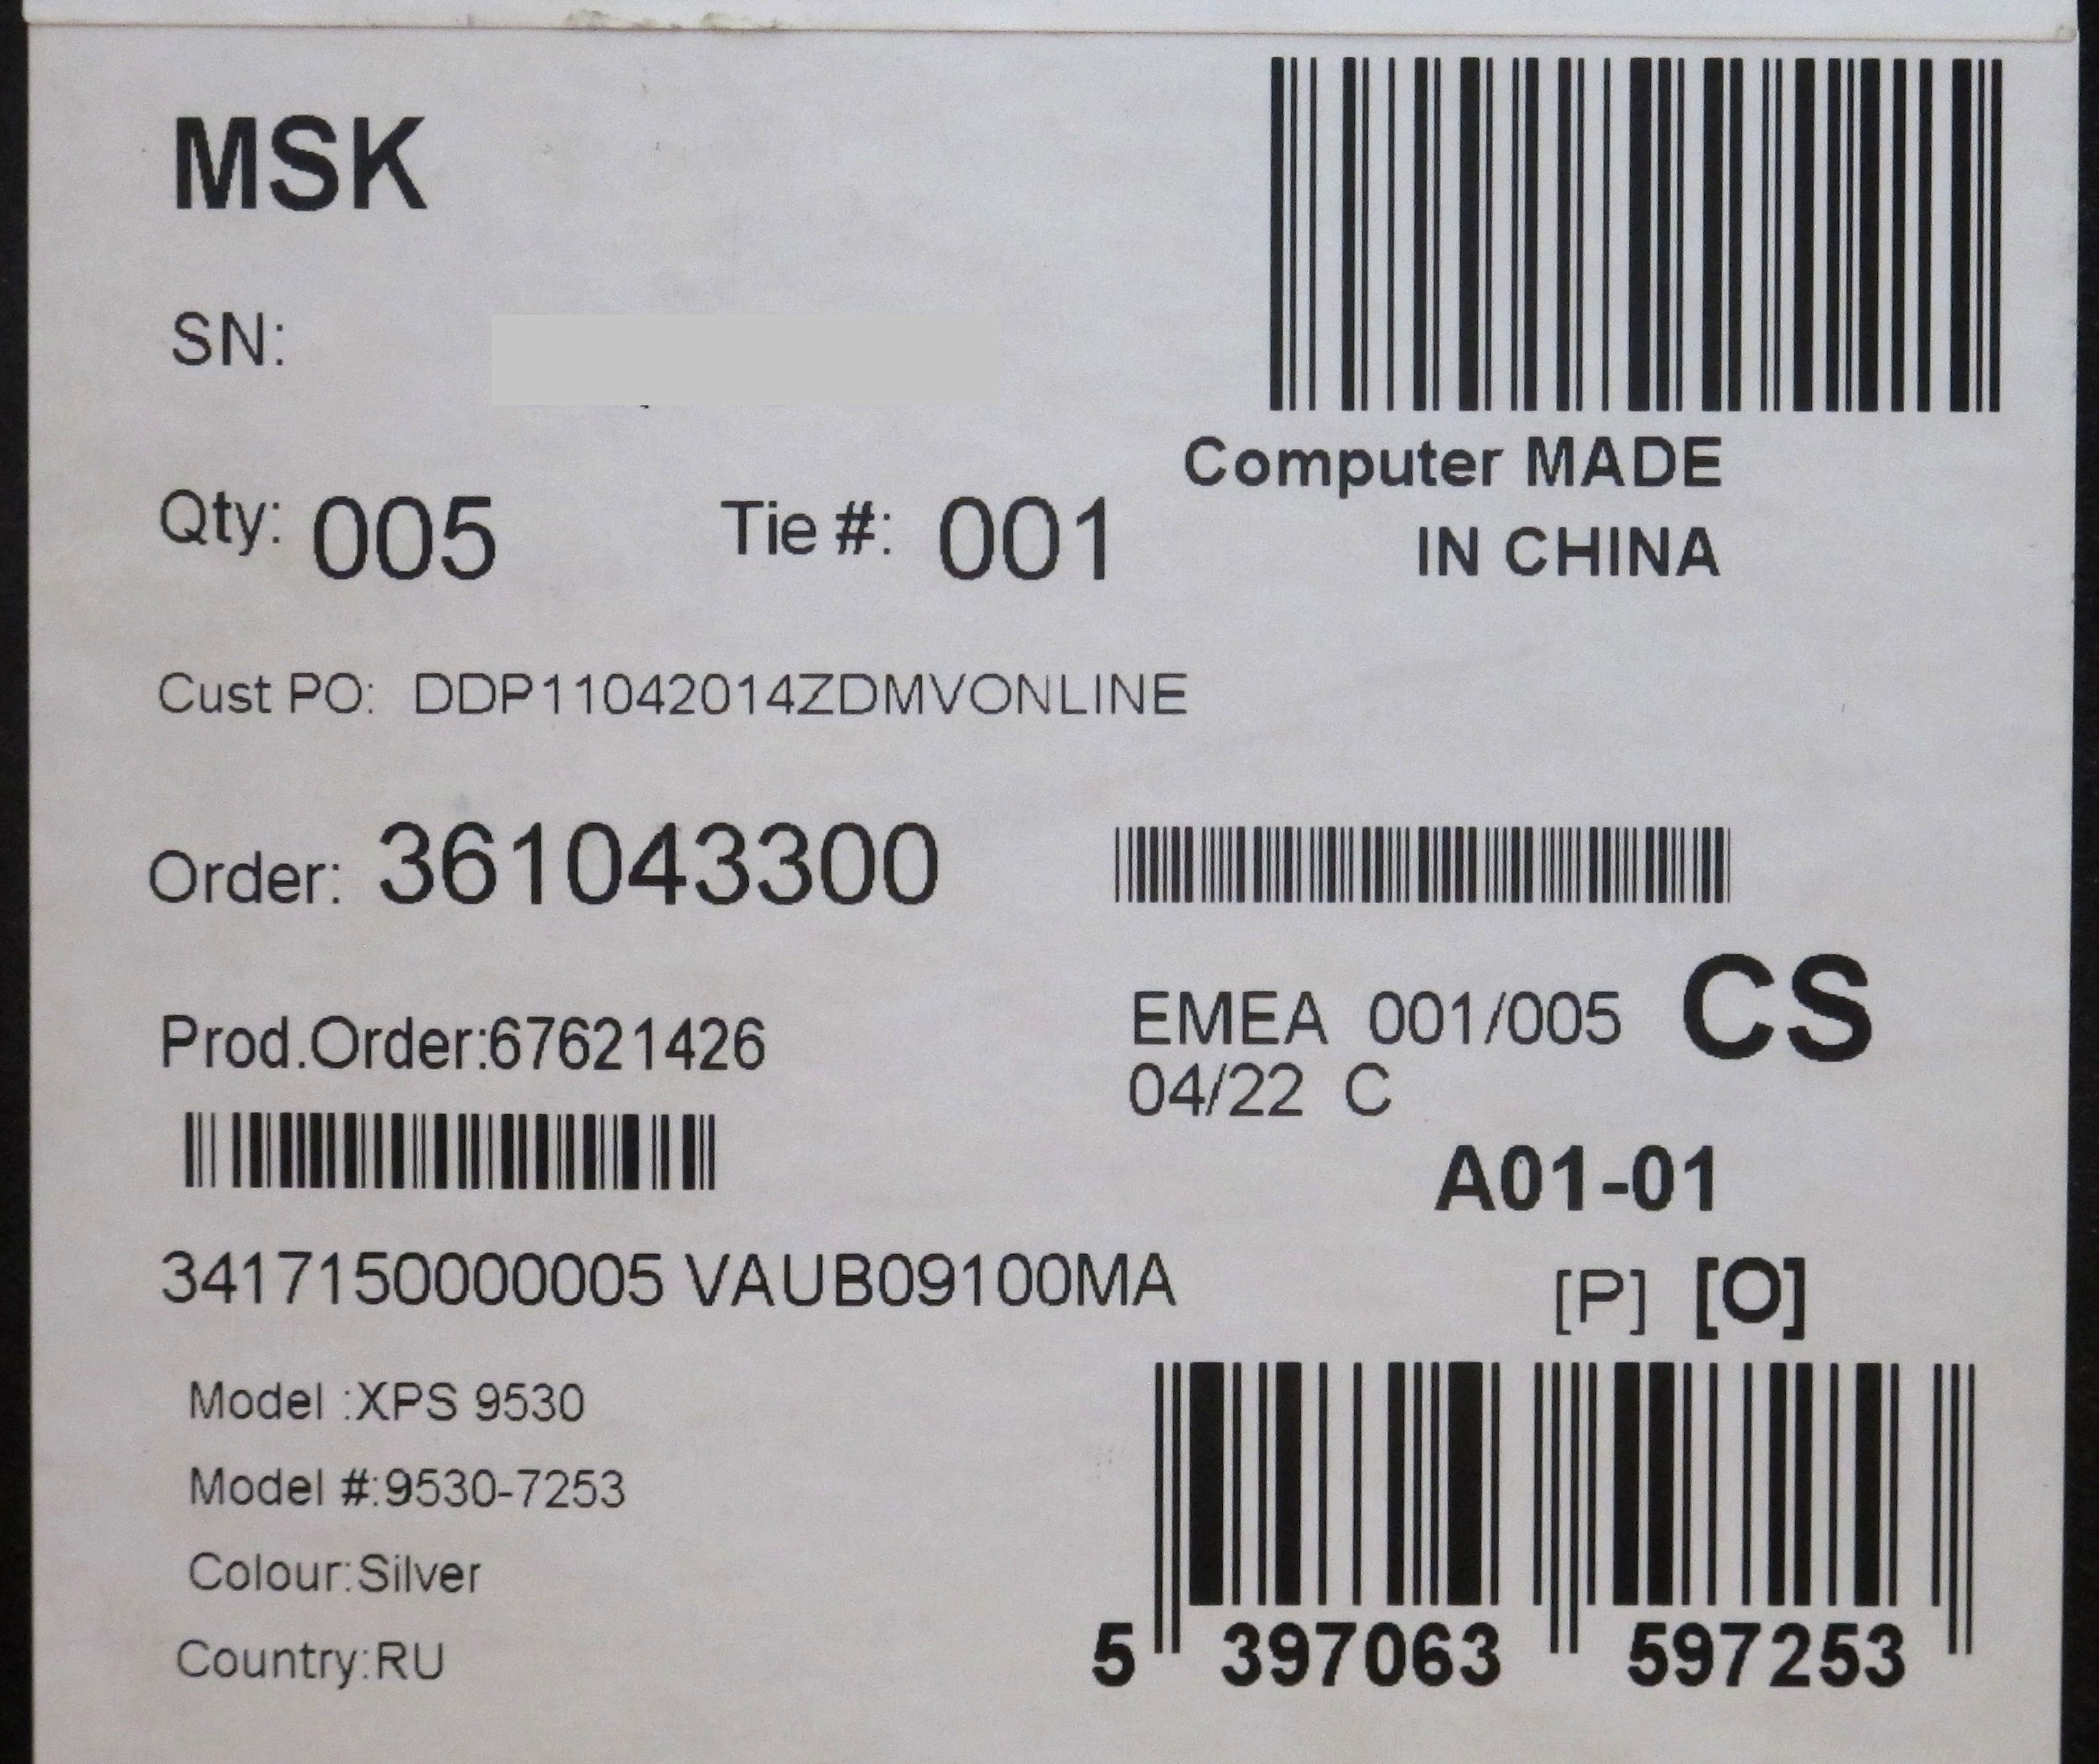 MSK
SN:
Computer MADE
IN CHINA
Qty: 005 Tie #: 001
Cust PO: DDP11042014ZDMVONLINE
Order: 361043300
Prod.Order:67621426
EMEA 001/005 CS
04/22 C
A01-01
3417150000005 VAUB09100MA
[P] [O]
Model :XPS 9530
Model #:9530-7253
Colour:Silver
Country:RU
5 397063 597253